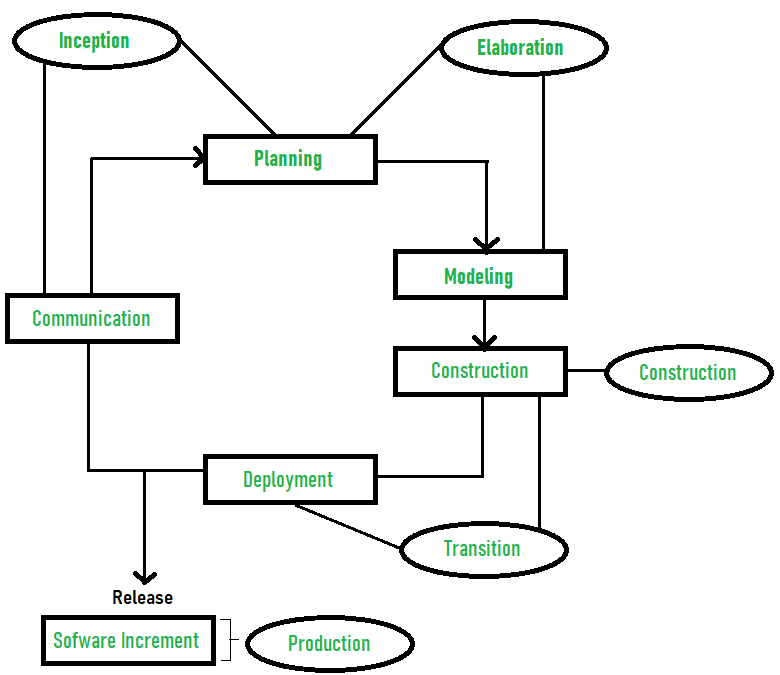 Inception
Elaboration
Planning
Modeling
Communication
Construction
Construction
Deployment
Transition
Release
Sofware Increment
Production